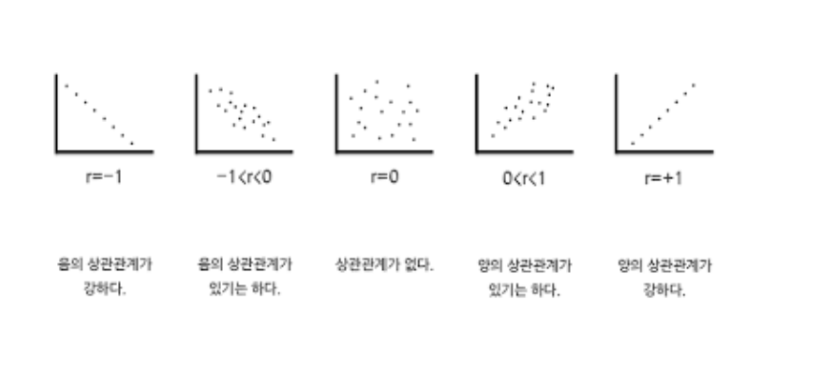 r=-1
-1<r<0
r=0
0<r<1
r=+1
음의 상관관계가
강하다.
음의 상관관계가
있기는 하다.
상관관계가 없다.
양의 상관관계가
있기는 하다.
양의 상관관계가
강하다.